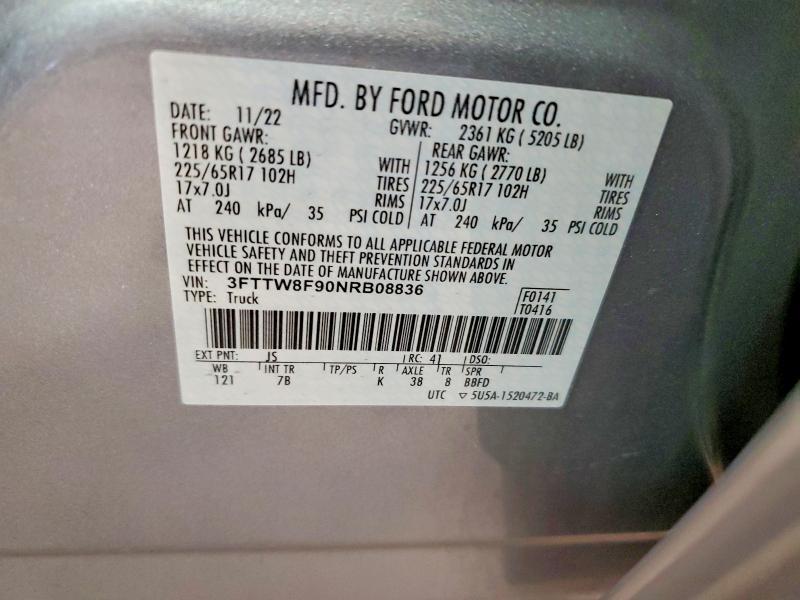 MFD. BY FORD MOTOR CO.
DATE: 11/22 GVWR: 2361 KG ( 5205 LB)
FRONT GAWR: REAR GAWR:
1218 KG ( 2685 LB) WITH 1256 KG ( 2770 LB) WITH
225/65R17 102H TIRES 225/65R17 102H TIRES
17x7.0J RIMS 17x7.0J RIMS
AT 240 kPa/ 35 PSI COLD AT 240 kPa/ 35 PSI COLD
THIS VEHICLE CONFORMS TO ALL APPLICABLE FEDERAL MOTOR
VEHICLE SAFETY AND THEFT PREVENTION STANDARDS IN
EFFECT ON THE DATE OF MANUFACTURE SHOWN ABOVE.
VIN: 3FTTW8F90NRB08836
TYPE: Truck F0141
T0416
EXT PNT: JS RC: 41 DSO:
WB INT TR TP/PS R AXLE TR SPR
121 7B K 38 8 BBFD
UTC ▽ 5U5A-1520472-BA